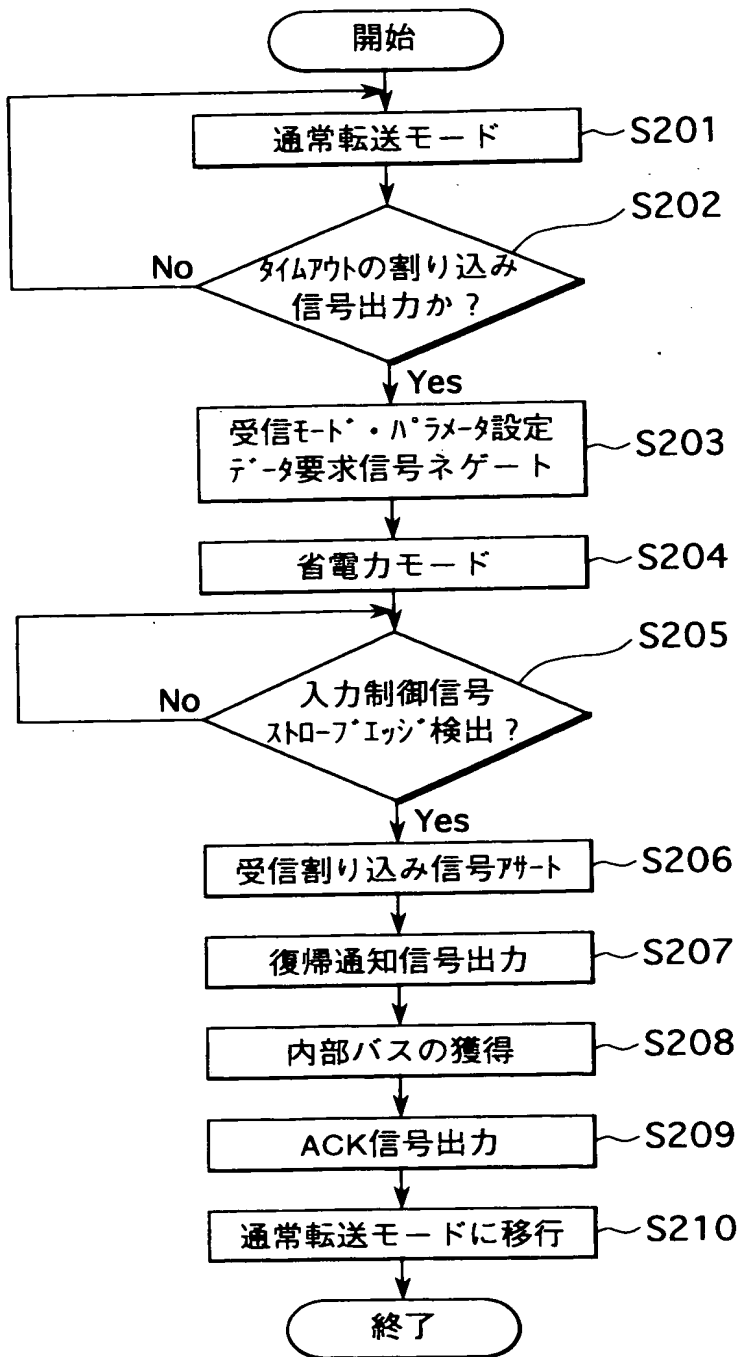 開始
通常転送モード
S201
S202
No
タイムアウトの割り込み
信号出力か?
Yes
受信モード・パラメータ設定
データ要求信号ネゲート
S203
省電力モード
S204
S205
No
入力制御信号
ストローブエッジ検出?
Yes
受信割り込み信号アサート
S206
復帰通知信号出力
S207
内部バスの獲得
S208
ACK信号出力
S209
通常転送モードに移行
S210
終了